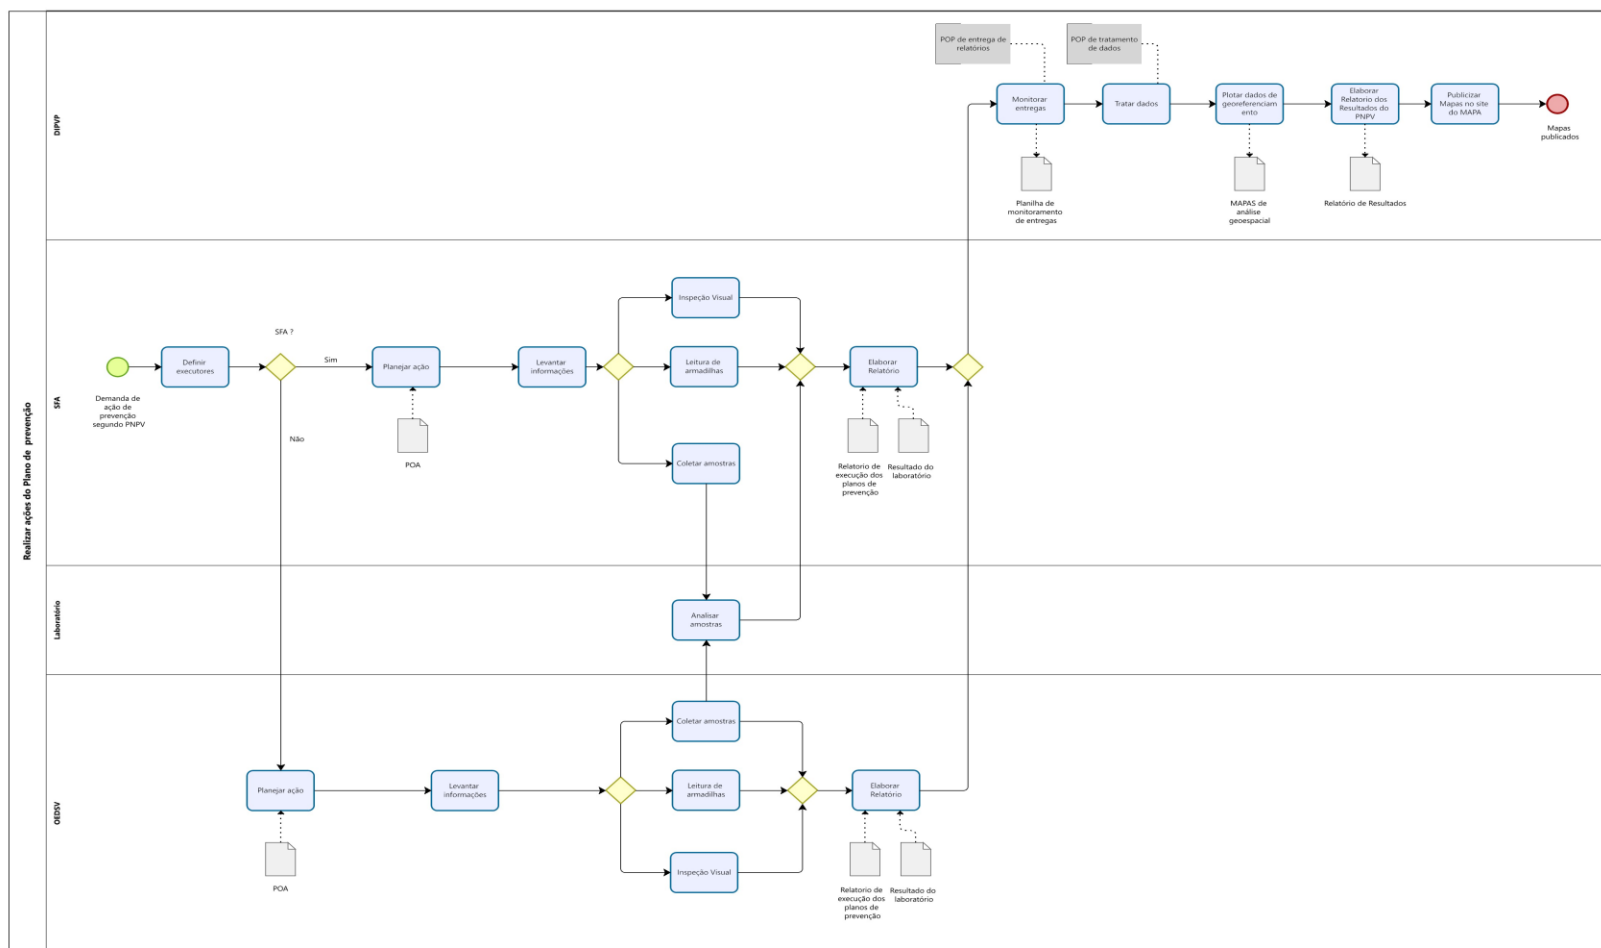 Realizar ações do Plano de prevenção
DIPVP
POP de entrega de
relatórios
POP de tratamento
de dados
Monitorar
entregas
Tratar dados
Plotar dados de
georeferenciam
ento
Elaborar
Relatorio dos
Resultados do
PNPV
Publicizar
Mapas no site
do MAPA
Mapas
publicados
Planilha de
monitoramento
de entregas
MAPAS de
análise
geoespacial
Relatório de Resultados
SFA
Demanda de
ação de
prevenção
segundo PNPV
Definir
executores
SFA ?
Sim
Não
Planejar ação
POA
Levantar
informações
Inspeção Visual
Leitura de
armadilhas
Coletar amostras
Elaborar
Relatório
Relatorio de
execução dos
planos de
prevenção
Resultado do
laboratório
Laboratório
Analisar
amostras
OEDSV
Planejar ação
POA
Levantar
informações
Coletar amostras
Leitura de
armadilhas
Inspeção Visual
Elaborar
Relatório
Relatorio de
execução dos
planos de
prevenção
Resultado do
laboratório